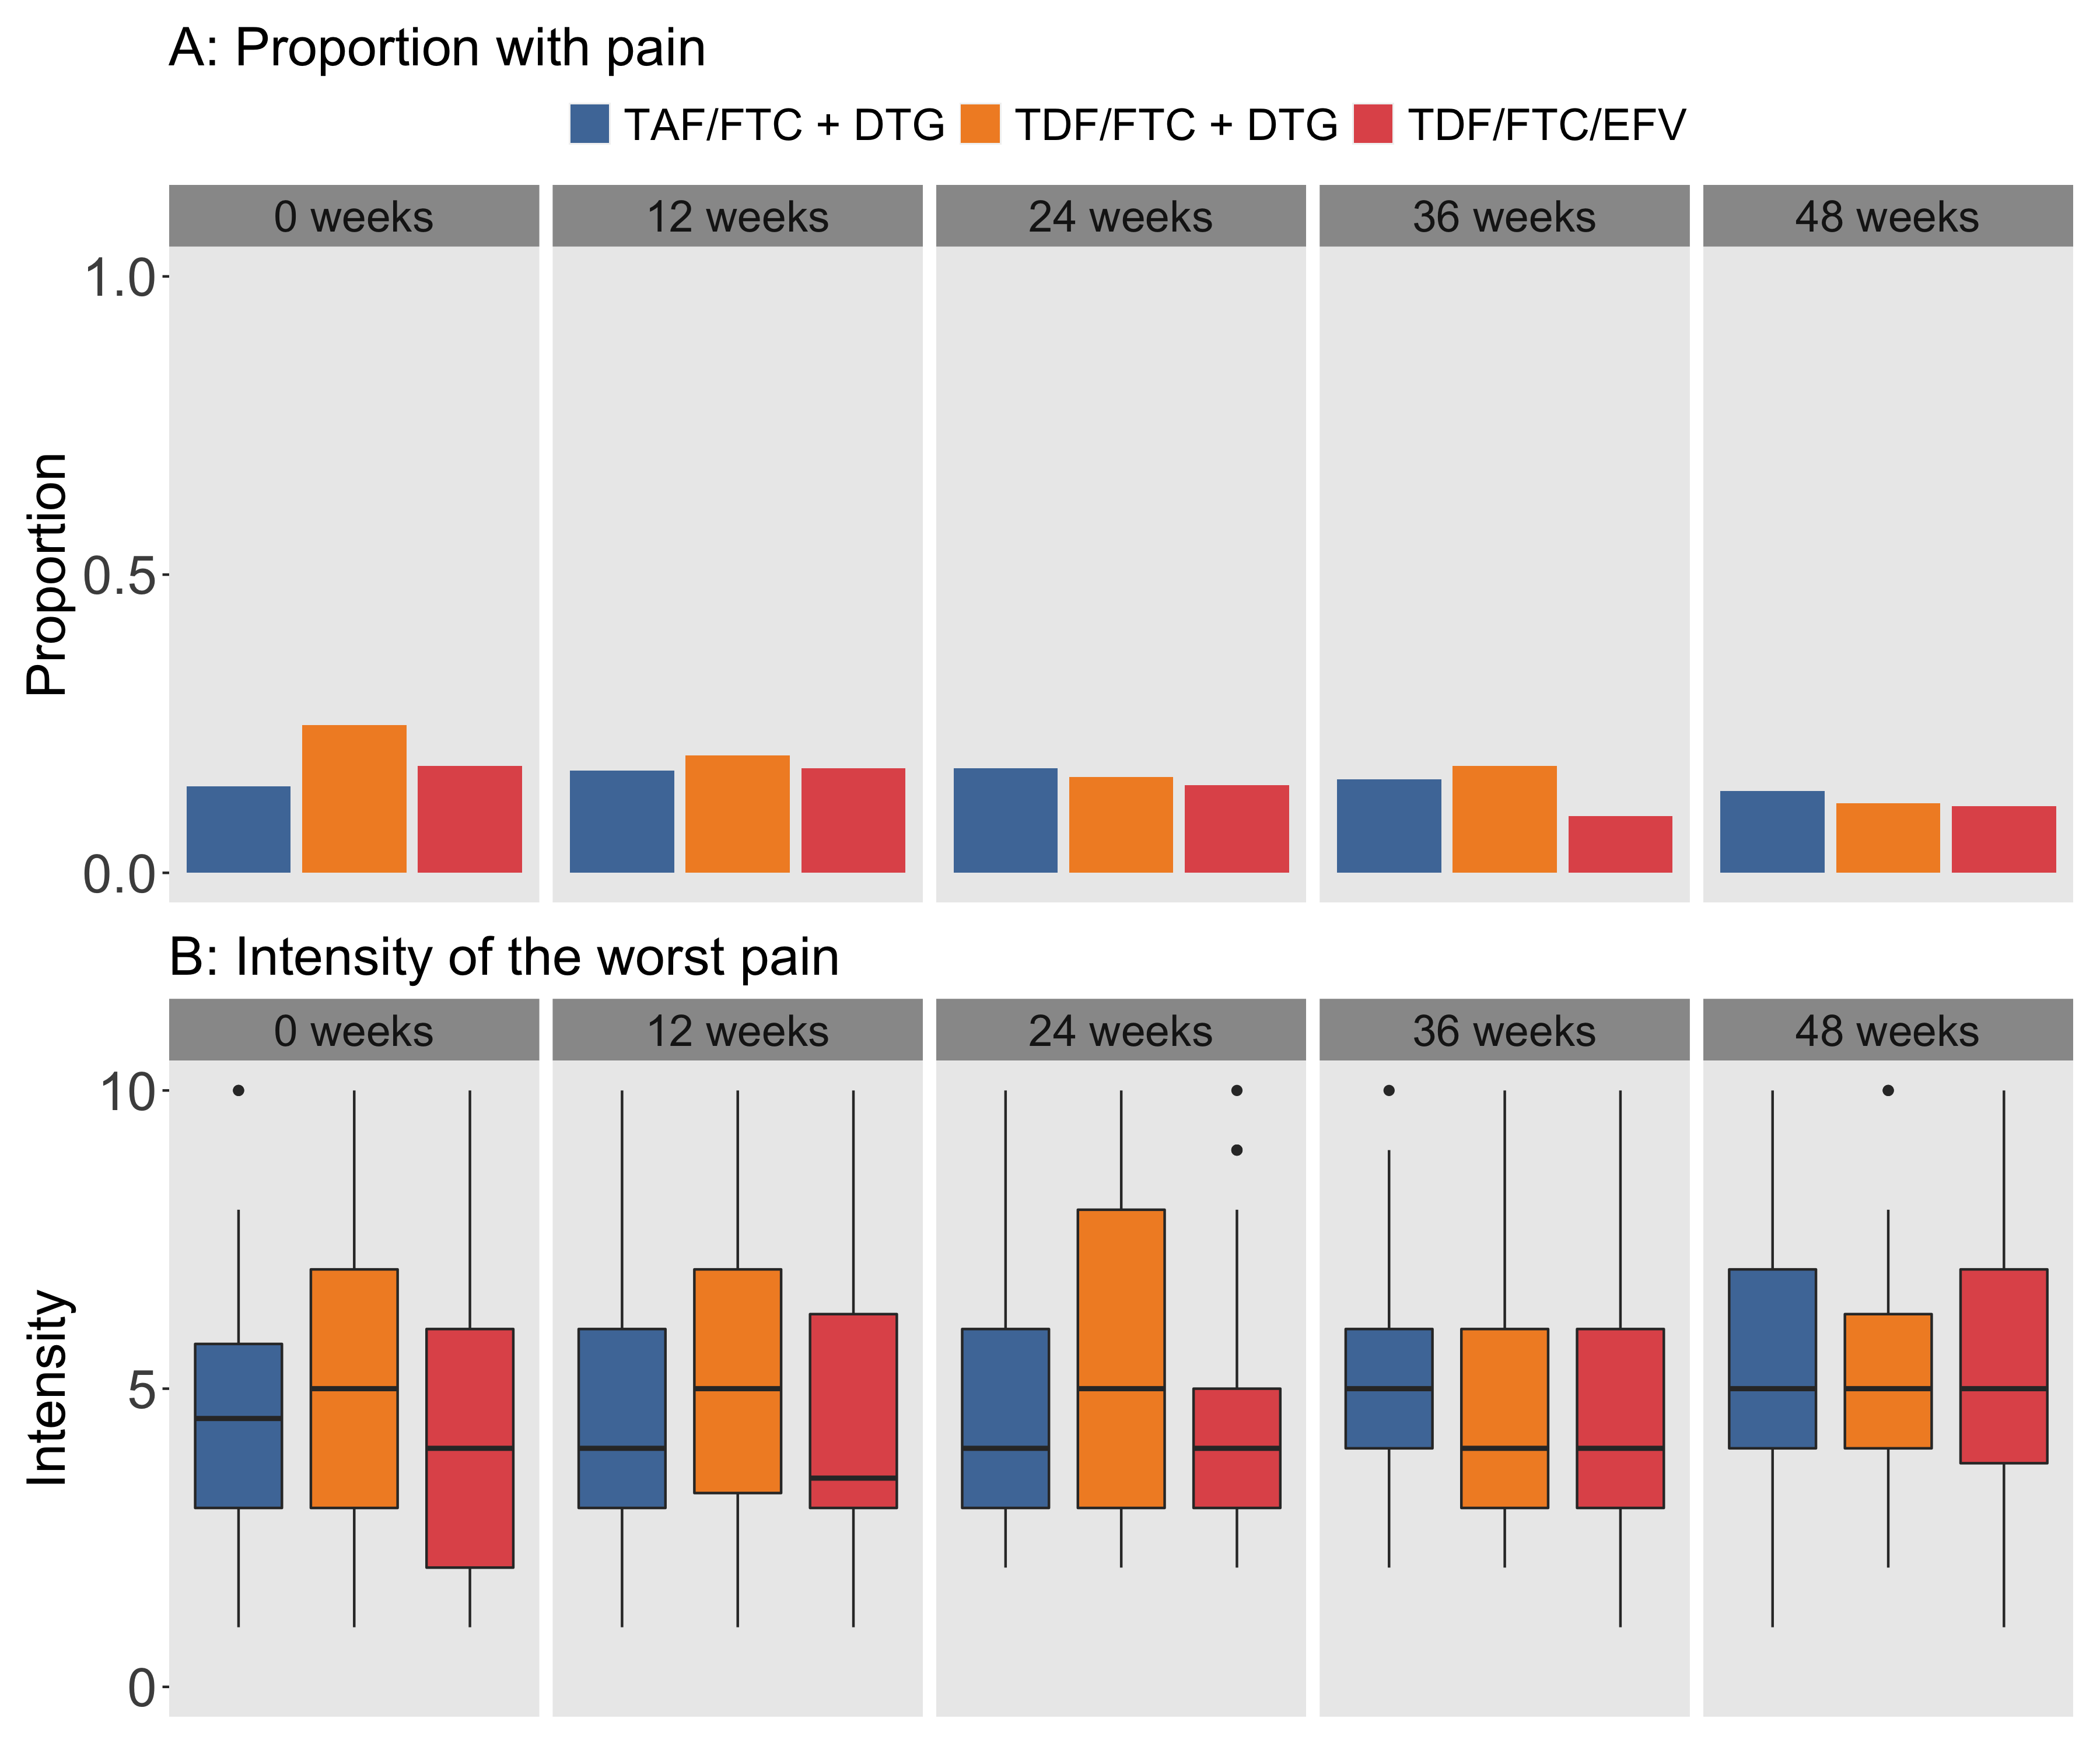 A: Proportion with pain
TAF/FTC + DTG TDF/FTC + DTG TDF/FTC/EFV
0 weeks 12 weeks 24 weeks 36 weeks 48 weeks
1.0
0.5
0.0
Proportion
B: Intensity of the worst pain
0 weeks 12 weeks 24 weeks 36 weeks 48 weeks
10
5
0
Intensity